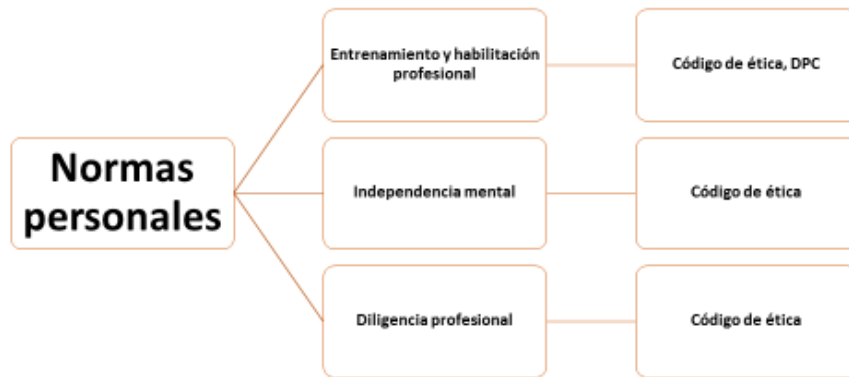 Normas
personales
Entrenamiento y habilitación
profesional
Código de ética, DPC
Independencia mental
Código de ética
Diligencia profesional
Código de ética